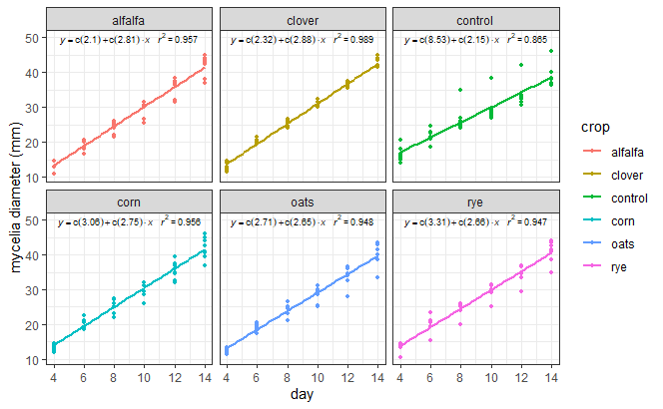 alfalfa clover control
y = c(2.1) + c(2.81) · x r² = 0.957 y = c(2.32) + c(2.88) · x r² = 0.989 y = c(8.53) + c(2.15) · x r² = 0.865
50
40
30
20
10
corn oats rye
y = c(3.06) + c(2.75) · x r² = 0.956 y = c(2.71) + c(2.65) · x r² = 0.948 y = c(3.31) + c(2.66) · x r² = 0.947
50
40
30
20
10
4 6 8 10 12 14 4 6 8 10 12 14 4 6 8 10 12 14
day
mycelia diameter (mm)
crop
alfalfa
clover
control
corn
oats
rye